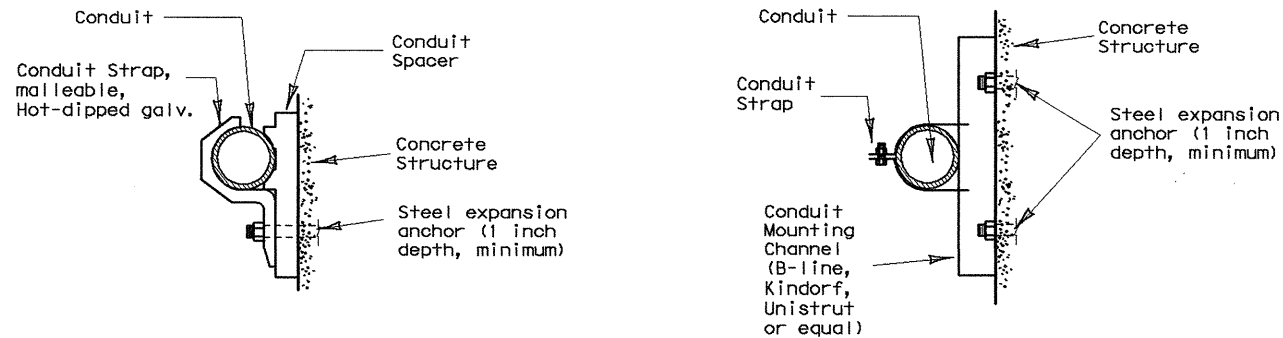 Conduit
Conduit
Spacer
Conduit Strap,
malleable,
Hot-dipped galv.
Concrete
Structure
Steel expansion
anchor (1 inch
depth, minimum)
Conduit
Concrete
Structure
Conduit
Strap
Steel expansion
anchor (1 inch
depth, minimum)
Conduit
Mounting
Channel
(B-line,
Kindorf,
Unistrut
or equal)